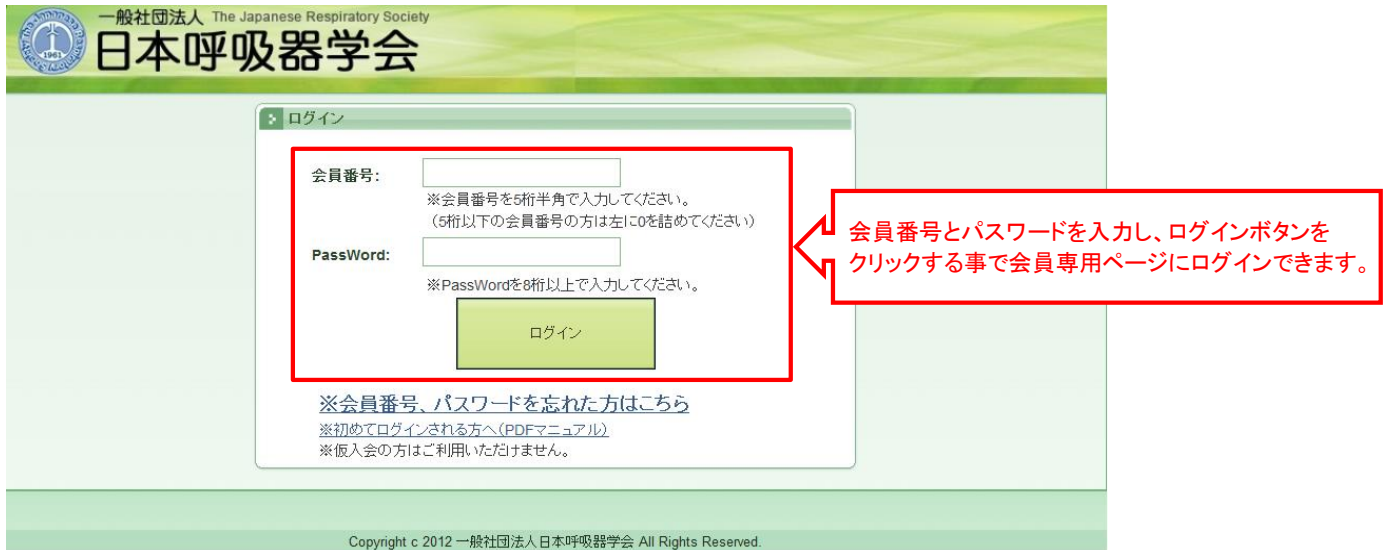 一般社団法人 The Japanese Respiratory Society
日本呼吸器学会
1961
ログイン
会員番号:
※会員番号を5桁半角で入力してください。
（5桁以下の会員番号の方は左に0を詰めてください）
PassWord:
※PassWordを8桁以上で入力してください。
ログイン
※会員番号、パスワードを忘れた方はこちら
※初めてログインされる方へ（PDFマニュアル）
※仮入会の方はご利用いただけません。
会員番号とパスワードを入力し、ログインボタンを
クリックする事で会員専用ページにログインできます。
Copyright c 2012 一般社団法人日本呼吸器学会 All Rights Reserved.